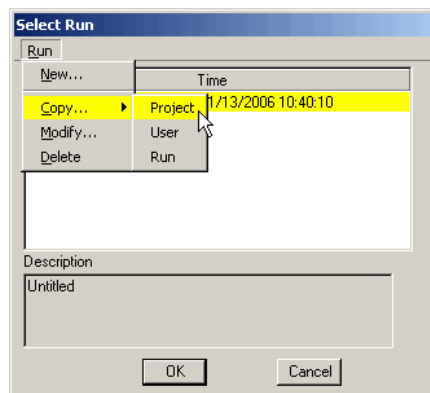 Select Run
Run
New...
Time
Copy...
Project
1/13/2006 10:40:10
Modify...
User
Delete
Run
Description
Untitled
OK
Cancel